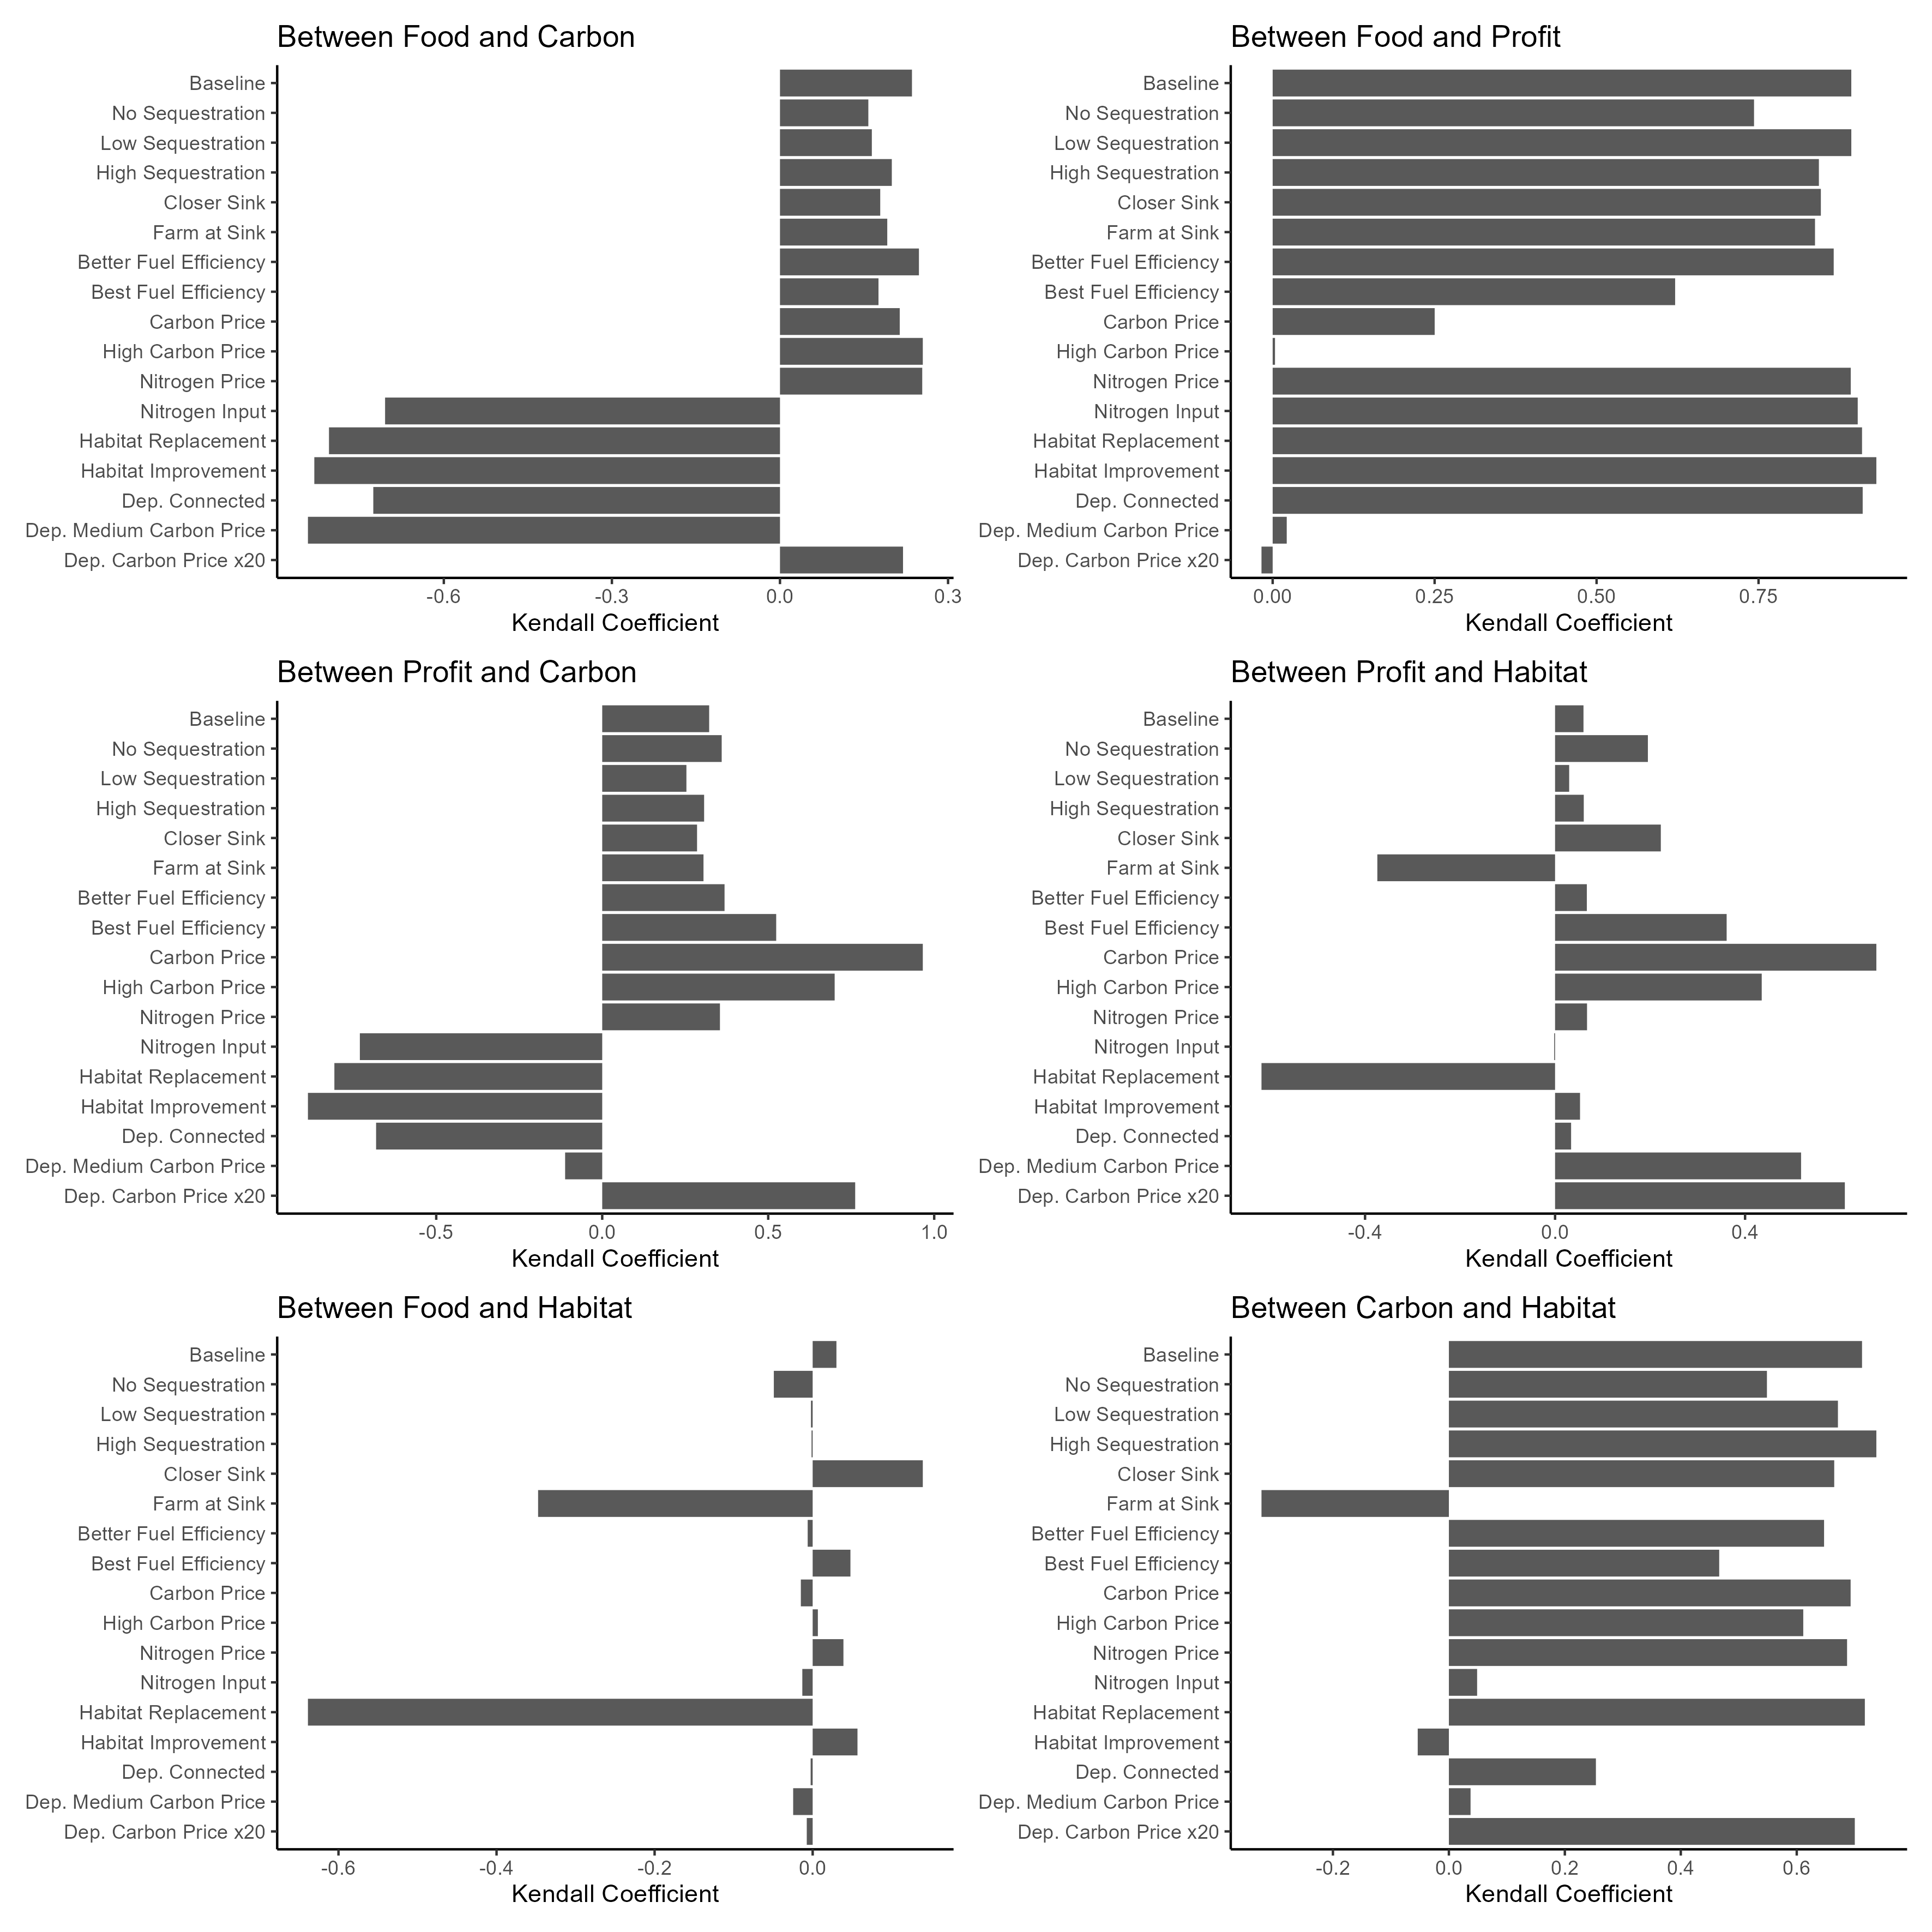 Between Food and Carbon
Baseline
No Sequestration
Low Sequestration
High Sequestration
Closer Sink
Farm at Sink
Better Fuel Efficiency
Best Fuel Efficiency
Carbon Price
High Carbon Price
Nitrogen Price
Nitrogen Input
Habitat Replacement
Habitat Improvement
Dep. Connected
Dep. Medium Carbon Price
Dep. Carbon Price x20
-0.6 -0.3 0.0 0.3
Kendall Coefficient
Between Food and Profit
Baseline
No Sequestration
Low Sequestration
High Sequestration
Closer Sink
Farm at Sink
Better Fuel Efficiency
Best Fuel Efficiency
Carbon Price
High Carbon Price
Nitrogen Price
Nitrogen Input
Habitat Replacement
Habitat Improvement
Dep. Connected
Dep. Medium Carbon Price
Dep. Carbon Price x20
0.00 0.25 0.50 0.75
Kendall Coefficient
Between Profit and Carbon
Baseline
No Sequestration
Low Sequestration
High Sequestration
Closer Sink
Farm at Sink
Better Fuel Efficiency
Best Fuel Efficiency
Carbon Price
High Carbon Price
Nitrogen Price
Nitrogen Input
Habitat Replacement
Habitat Improvement
Dep. Connected
Dep. Medium Carbon Price
Dep. Carbon Price x20
-0.5 0.0 0.5 1.0
Kendall Coefficient
Between Profit and Habitat
Baseline
No Sequestration
Low Sequestration
High Sequestration
Closer Sink
Farm at Sink
Better Fuel Efficiency
Best Fuel Efficiency
Carbon Price
High Carbon Price
Nitrogen Price
Nitrogen Input
Habitat Replacement
Habitat Improvement
Dep. Connected
Dep. Medium Carbon Price
Dep. Carbon Price x20
-0.4 0.0 0.4
Kendall Coefficient
Between Food and Habitat
Baseline
No Sequestration
Low Sequestration
High Sequestration
Closer Sink
Farm at Sink
Better Fuel Efficiency
Best Fuel Efficiency
Carbon Price
High Carbon Price
Nitrogen Price
Nitrogen Input
Habitat Replacement
Habitat Improvement
Dep. Connected
Dep. Medium Carbon Price
Dep. Carbon Price x20
-0.6 -0.4 -0.2 0.0
Kendall Coefficient
Between Carbon and Habitat
Baseline
No Sequestration
Low Sequestration
High Sequestration
Closer Sink
Farm at Sink
Better Fuel Efficiency
Best Fuel Efficiency
Carbon Price
High Carbon Price
Nitrogen Price
Nitrogen Input
Habitat Replacement
Habitat Improvement
Dep. Connected
Dep. Medium Carbon Price
Dep. Carbon Price x20
-0.2 0.0 0.2 0.4 0.6
Kendall Coefficient